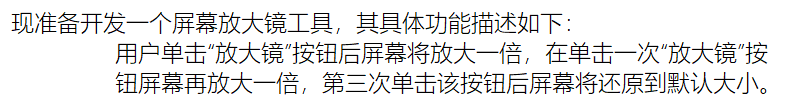 现准备开发一个屏幕放大镜工具，其具体功能描述如下：
用户单击“放大镜”按钮后屏幕将放大一倍，在单击一次“放大镜”按
钮屏幕再放大一倍，第三次单击该按钮后屏幕将还原到默认大小。